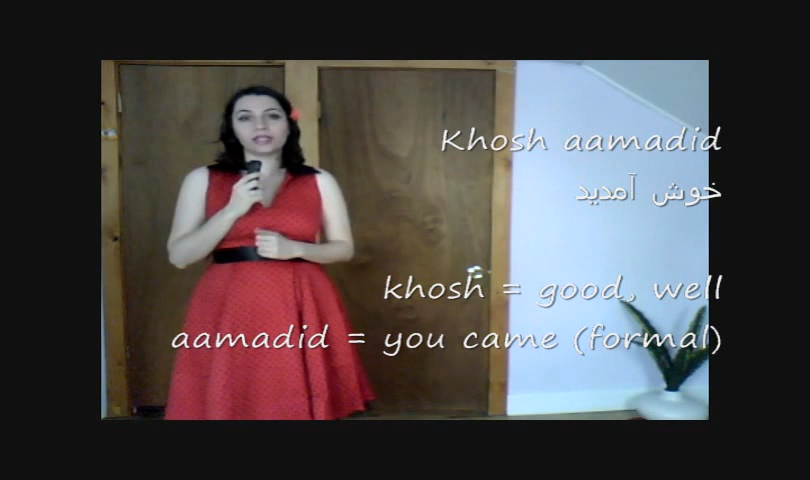 Khosh aamadid
خوش آمدید
khosh = good, well
aamadid = you came (formal)